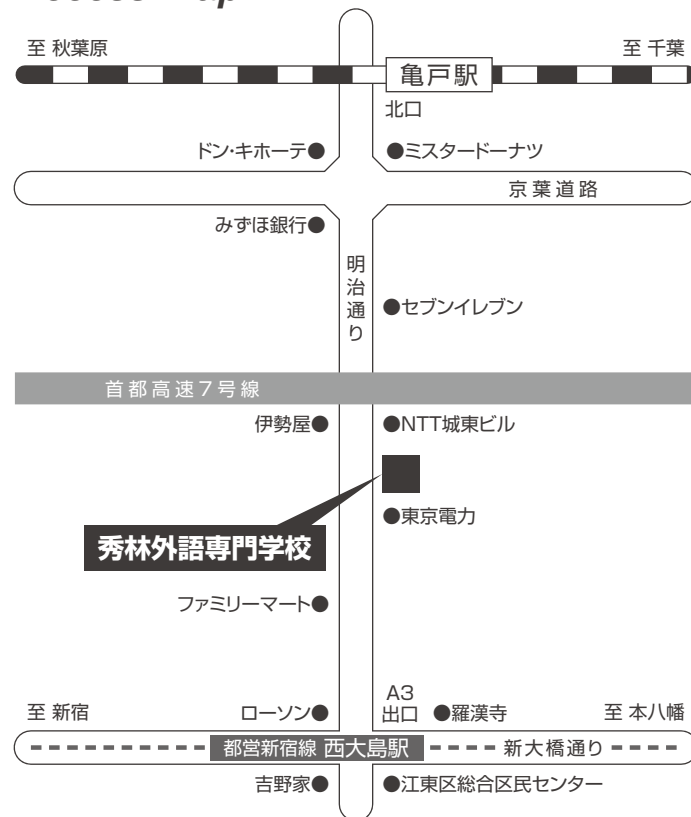 至 秋葉原
至 千葉
亀戸駅
北口
ドン・キホーテ●
●ミスタードーナツ
京葉道路
みずほ銀行●
明治通り
●セブンイレブン
首都高速7号線
伊勢屋●
●NTT城東ビル
●東京電力
秀林外語専門学校
ファミリーマート●
A3
出口
至 新宿
ローソン●
●羅漢寺
至 本八幡
都営新宿線 西大島駅
新大橋通り
吉野家●
●江東区総合区民センター